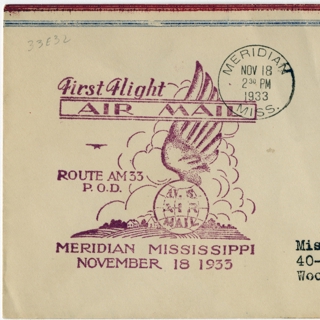 33E32
First Flight
AIR MAIL
MERIDIAN
NOV 18
2 30 PM
1933
MISS.
ROUTE AM 33
P.O.D.
U.S.
AIR
MAIL
MERIDIAN MISSISSIPPI
NOVEMBER 18 1933
Mis
40-
Woo